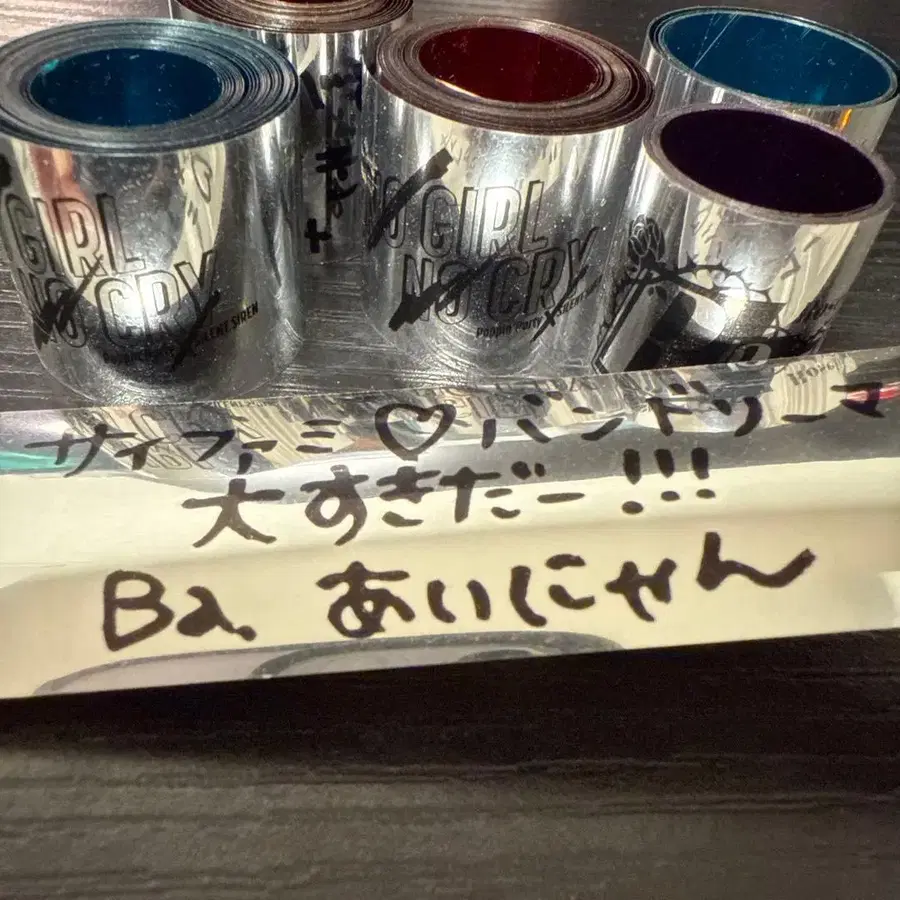 GIRL
NO CRY
SILENT SIREN
NO GIRL
NO CRY
Poppin'Party
サイファミ♡バンドリーマー
大すきだー!!!
Ba. あいにゃん